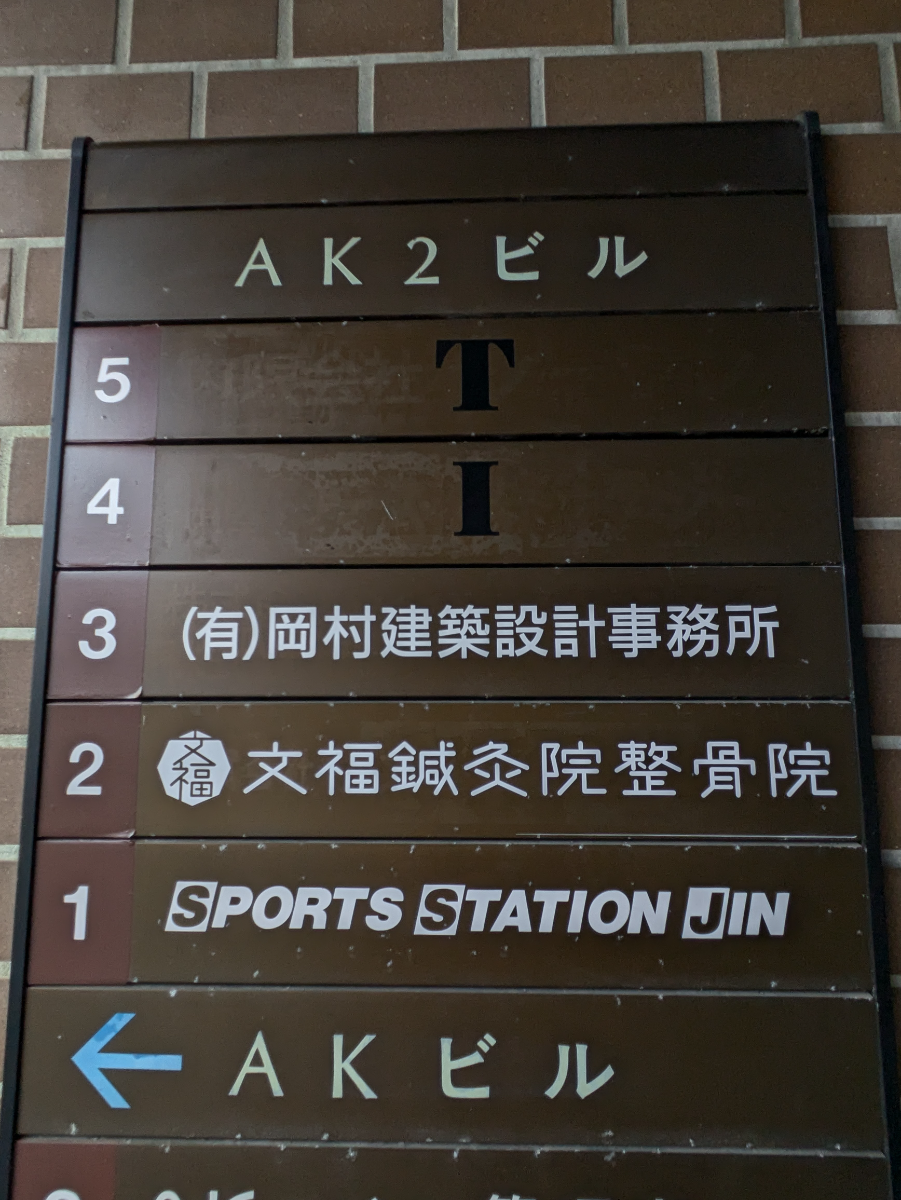 AK2ビル
5 T
4 I
3 (有)岡村建築設計事務所
2 文福 文福鍼灸院整骨院
1 SPORTS STATION JIN
← AKビル